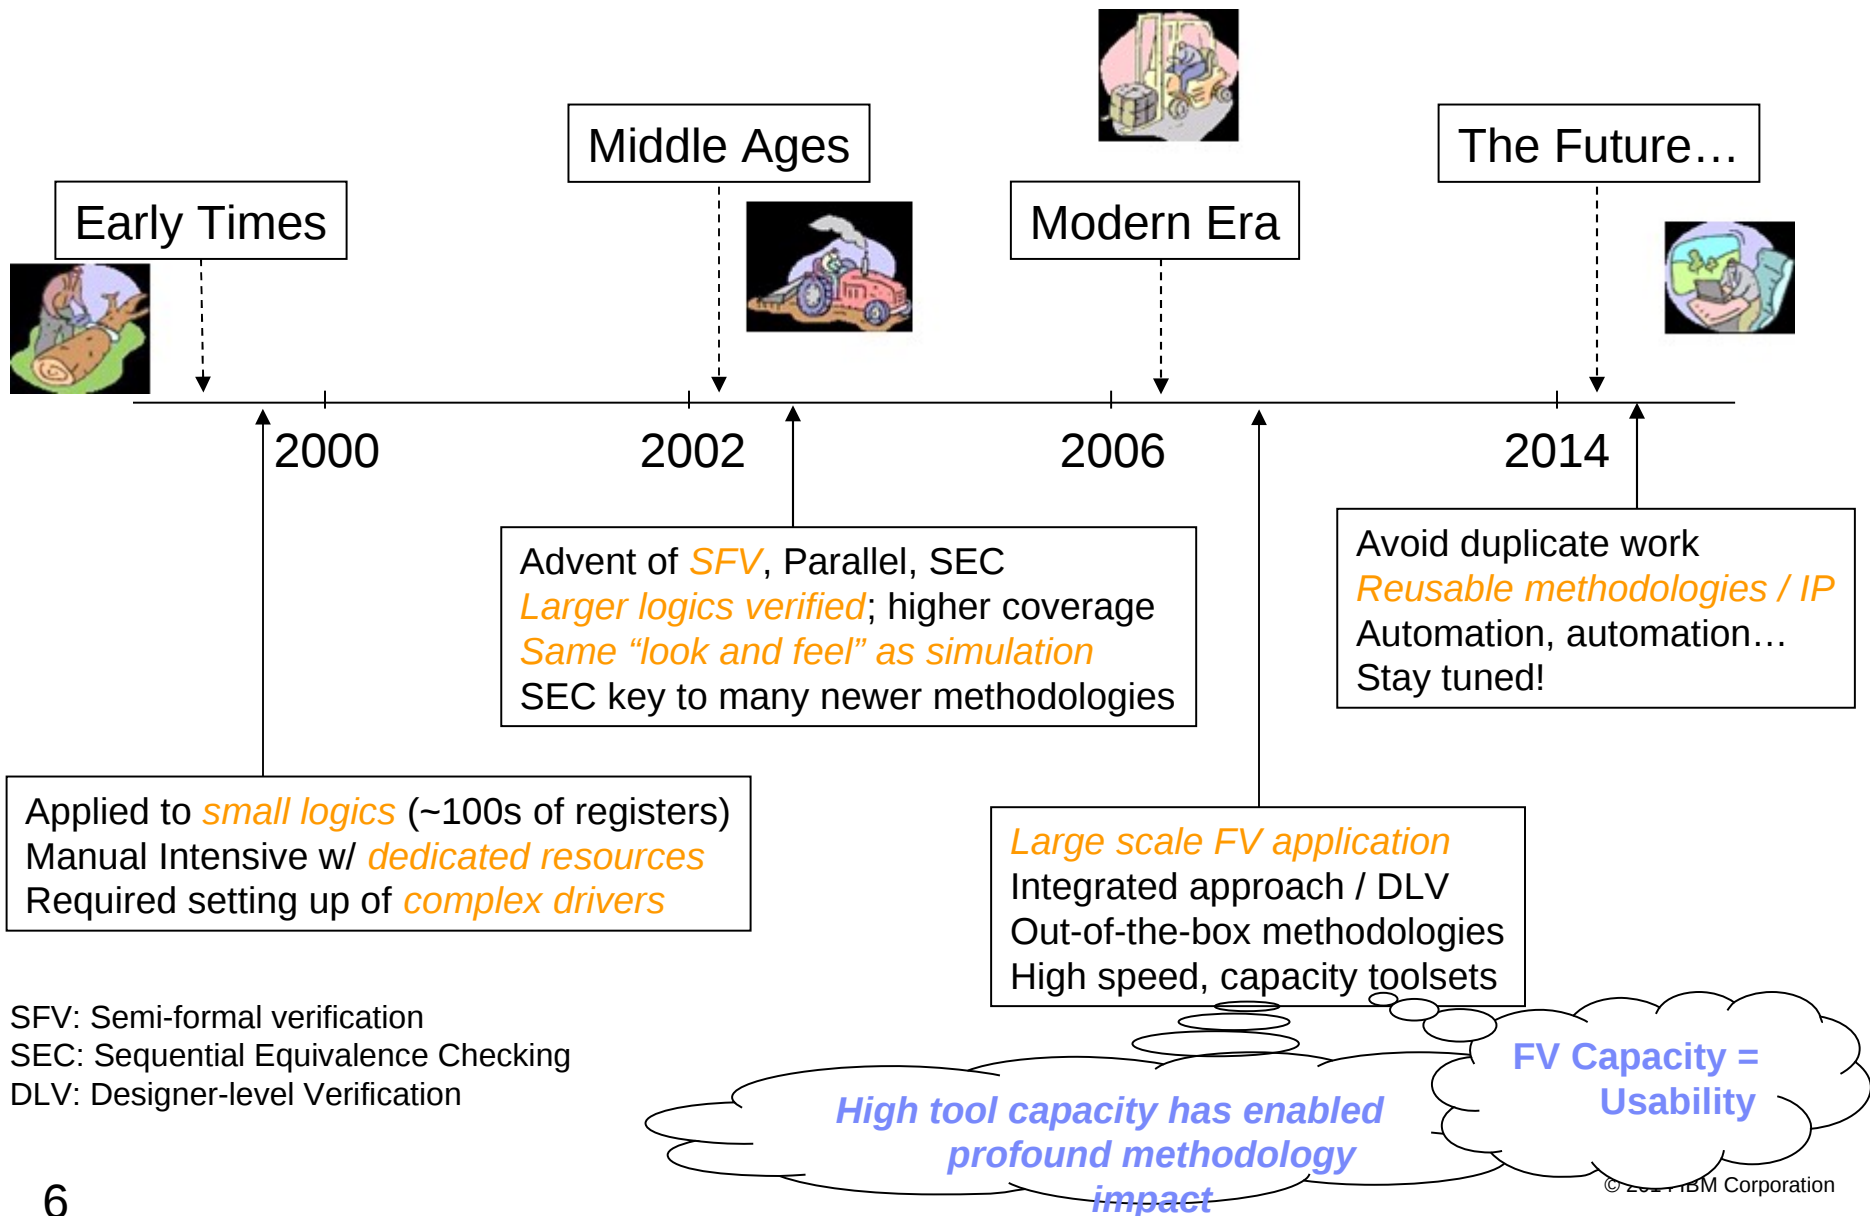 Early Times
Middle Ages
Modern Era
The Future…
2000
2002
2006
2014
Applied to small logics (~100s of registers)
Manual Intensive w/ dedicated resources
Required setting up of complex drivers
Advent of SFV, Parallel, SEC
Larger logics verified; higher coverage
Same “look and feel” as simulation
SEC key to many newer methodologies
Large scale FV application
Integrated approach / DLV
Out-of-the-box methodologies
High speed, capacity toolsets
Avoid duplicate work
Reusable methodologies / IP
Automation, automation…
Stay tuned!
SFV: Semi-formal verification
SEC: Sequential Equivalence Checking
DLV: Designer-level Verification
High tool capacity has enabled
profound methodology
impact
FV Capacity =
Usability
6
© 2014 IBM Corporation